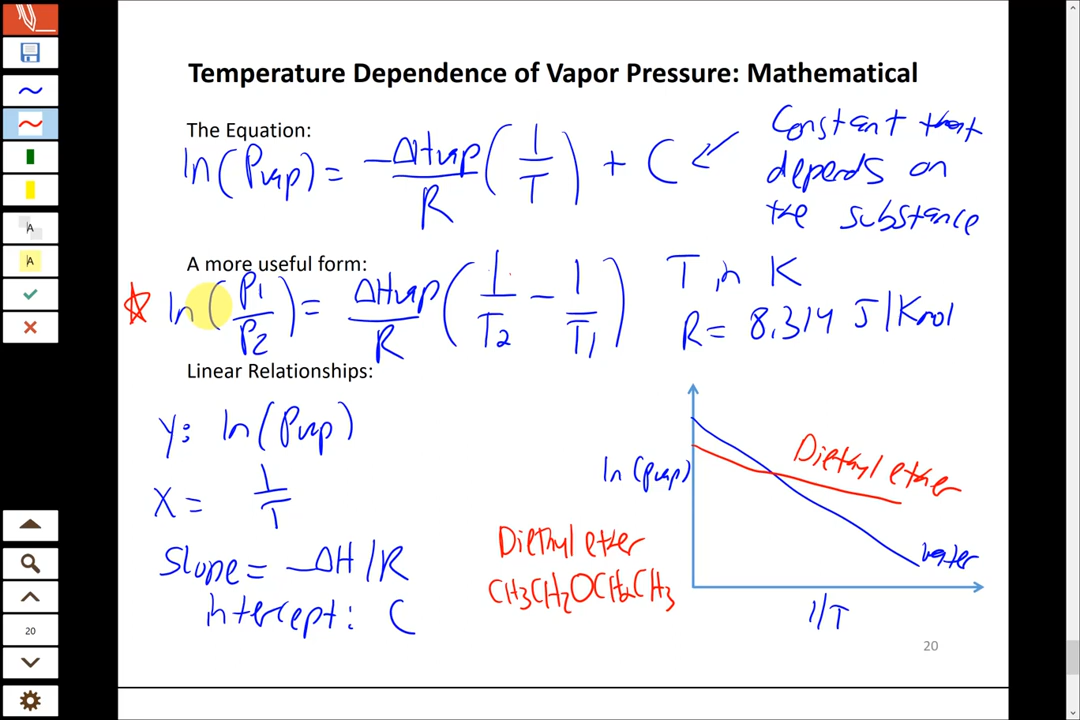 Temperature Dependence of Vapor Pressure: Mathematical
The Equation:
ln(Pvap) = -ΔHvap/R (1/T) + C
Constant that
depends on
the substance
A more useful form:
ln(P1/P2) = ΔHvap/R (1/T2 - 1/T1)
T in K
R = 8.314 J/Kmol
Linear Relationships:
y: ln(Pvap)
X = 1/T
Slope = -ΔH/R
intercept: C
Diethyl ether
CH3CH2OCH2CH3
ln(pvap)
Diethyl ether
water
1/T
20
A
A
20